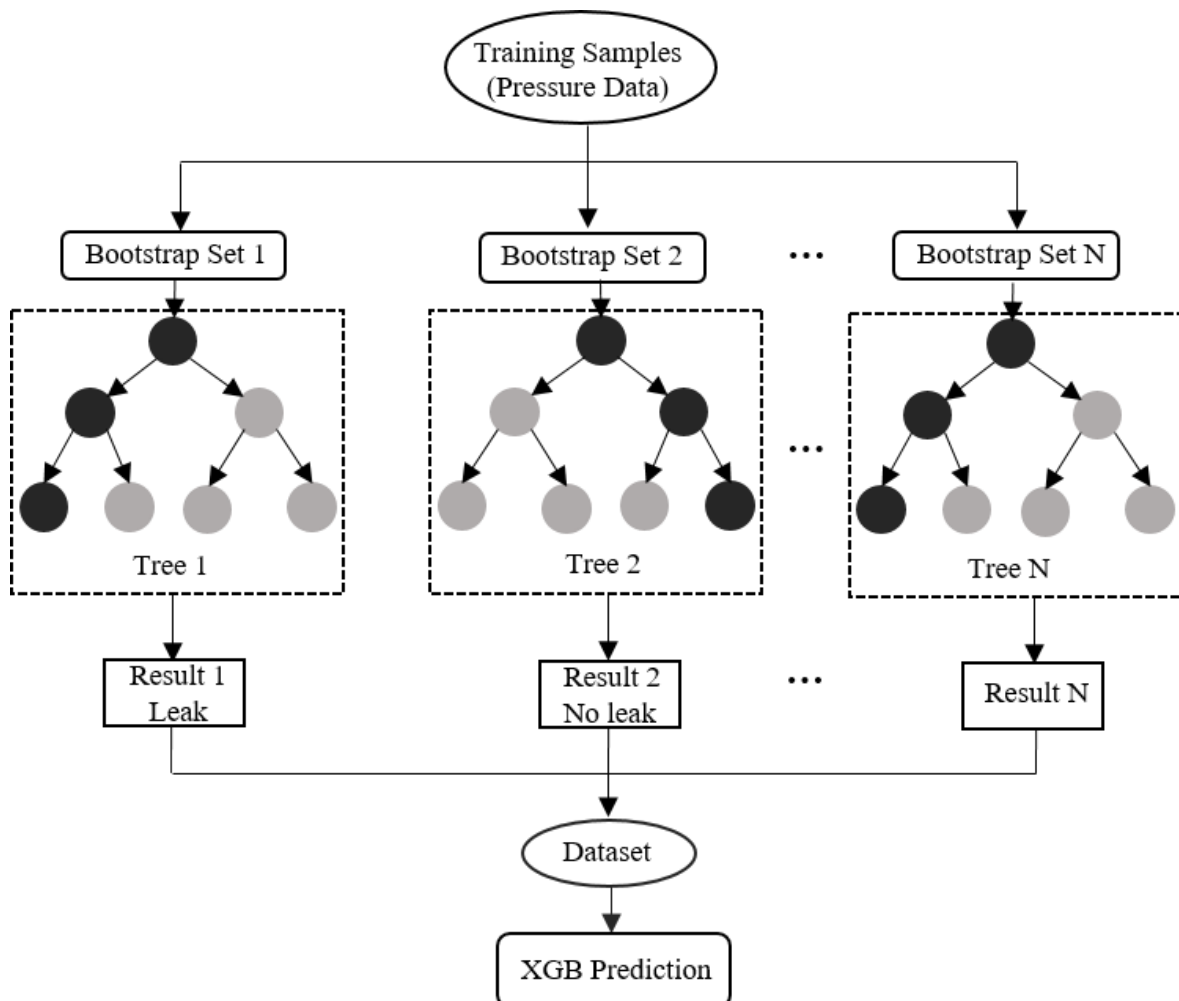 Training Samples
(Pressure Data)
Bootstrap Set 1
Bootstrap Set 2
...
Bootstrap Set N
...
Tree 1
Tree 2
Tree N
Result 1
Leak
Result 2
No leak
...
Result N
Dataset
XGB Prediction